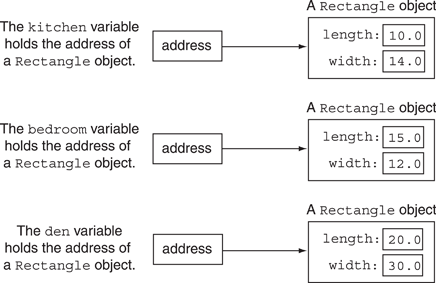 A Rectangle object
The kitchen variable
holds the address of
a Rectangle object.
address
length: 10.0
width: 14.0
A Rectangle object
The bedroom variable
holds the address of
a Rectangle object.
address
length: 15.0
width: 12.0
A Rectangle object
The den variable
holds the address of
a Rectangle object.
address
length: 20.0
width: 30.0